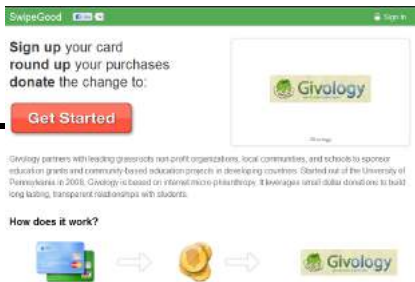 SwipeGood
Sign in
Sign up your card
round up your purchases
donate the change to:
Get Started
Givology
Givology
Givology partners with leading grassroots non-profit organizations, local communities, and schools to sponsor
education grants and community-based education projects in developing countries. Started out of the University of
Pennsylvania in 2008, Givology is based on internet micro-philanthropy. It leverages small dollar donations to build
long lasting, transparent relationships with students.
How does it work?
Givology